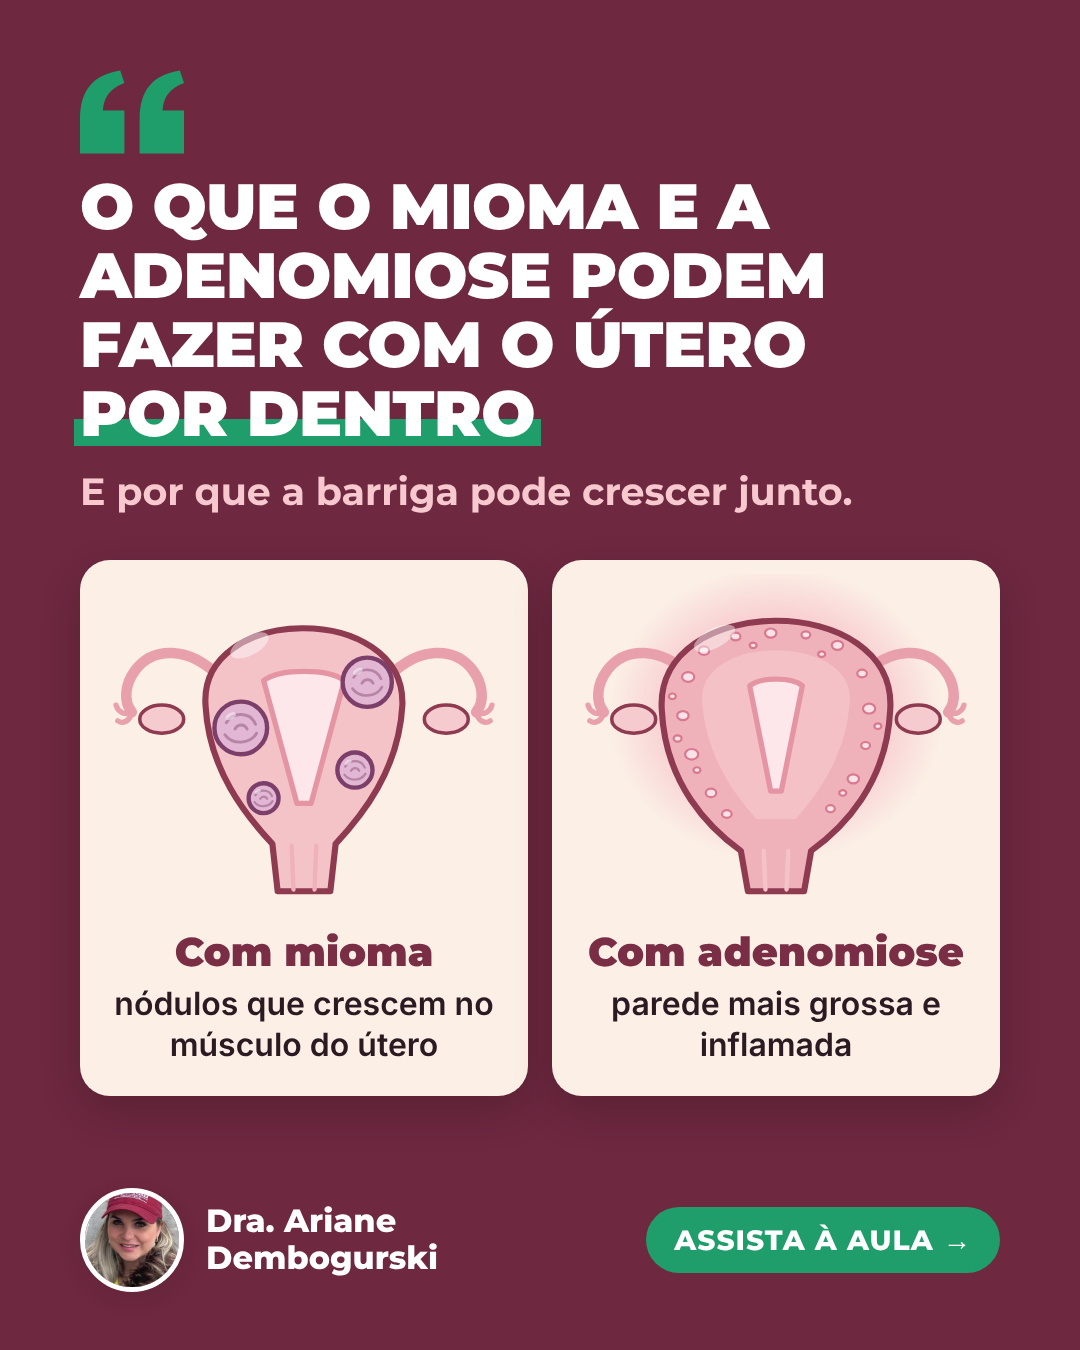 O QUE O MIOMA E A
ADENOMIOSE PODEM
FAZER COM O ÚTERO
POR DENTRO
E por que a barriga pode crescer junto.
Com mioma
nódulos que crescem no
músculo do útero
Com adenomiose
parede mais grossa e
inflamada
Dra. Ariane
Dembogurski
ASSISTA À AULA →